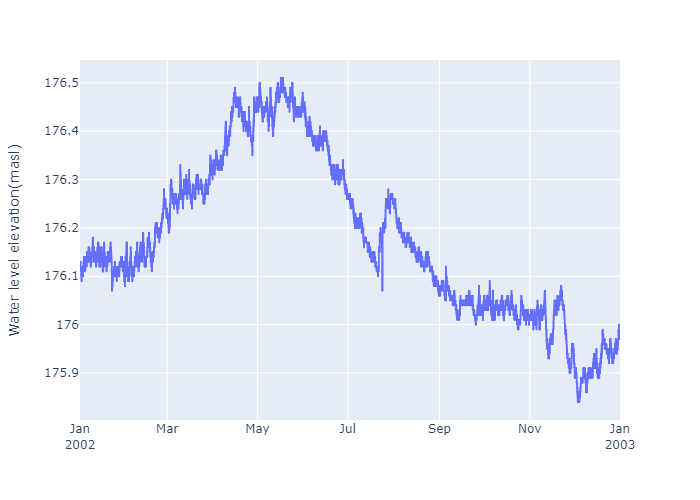 Water level elevation(masl)
176.5
176.4
176.3
176.2
176.1
176
175.9
Jan
2002
Mar
May
Jul
Sep
Nov
Jan
2003